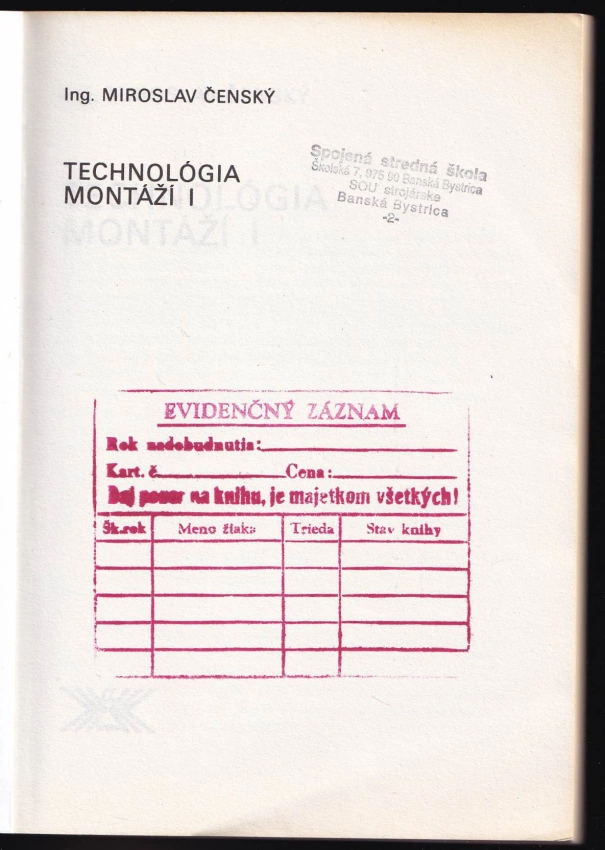 Ing. MIROSLAV ČENSKÝ
TECHNOLÓGIA
MONTÁŽÍ I
Spojená stredná škola
Školská 7, 975 90 Banská Bystrica
SOU strojárske
Banská Bystrica
-2-
EVIDENČNÝ ZÁZNAM
Rok nadobudnutia:
Kart. č. Cena:
Daj pozor na knihu, je majetkom všetkých!
Šk.rok Meno žiaka Trieda Stav knihy